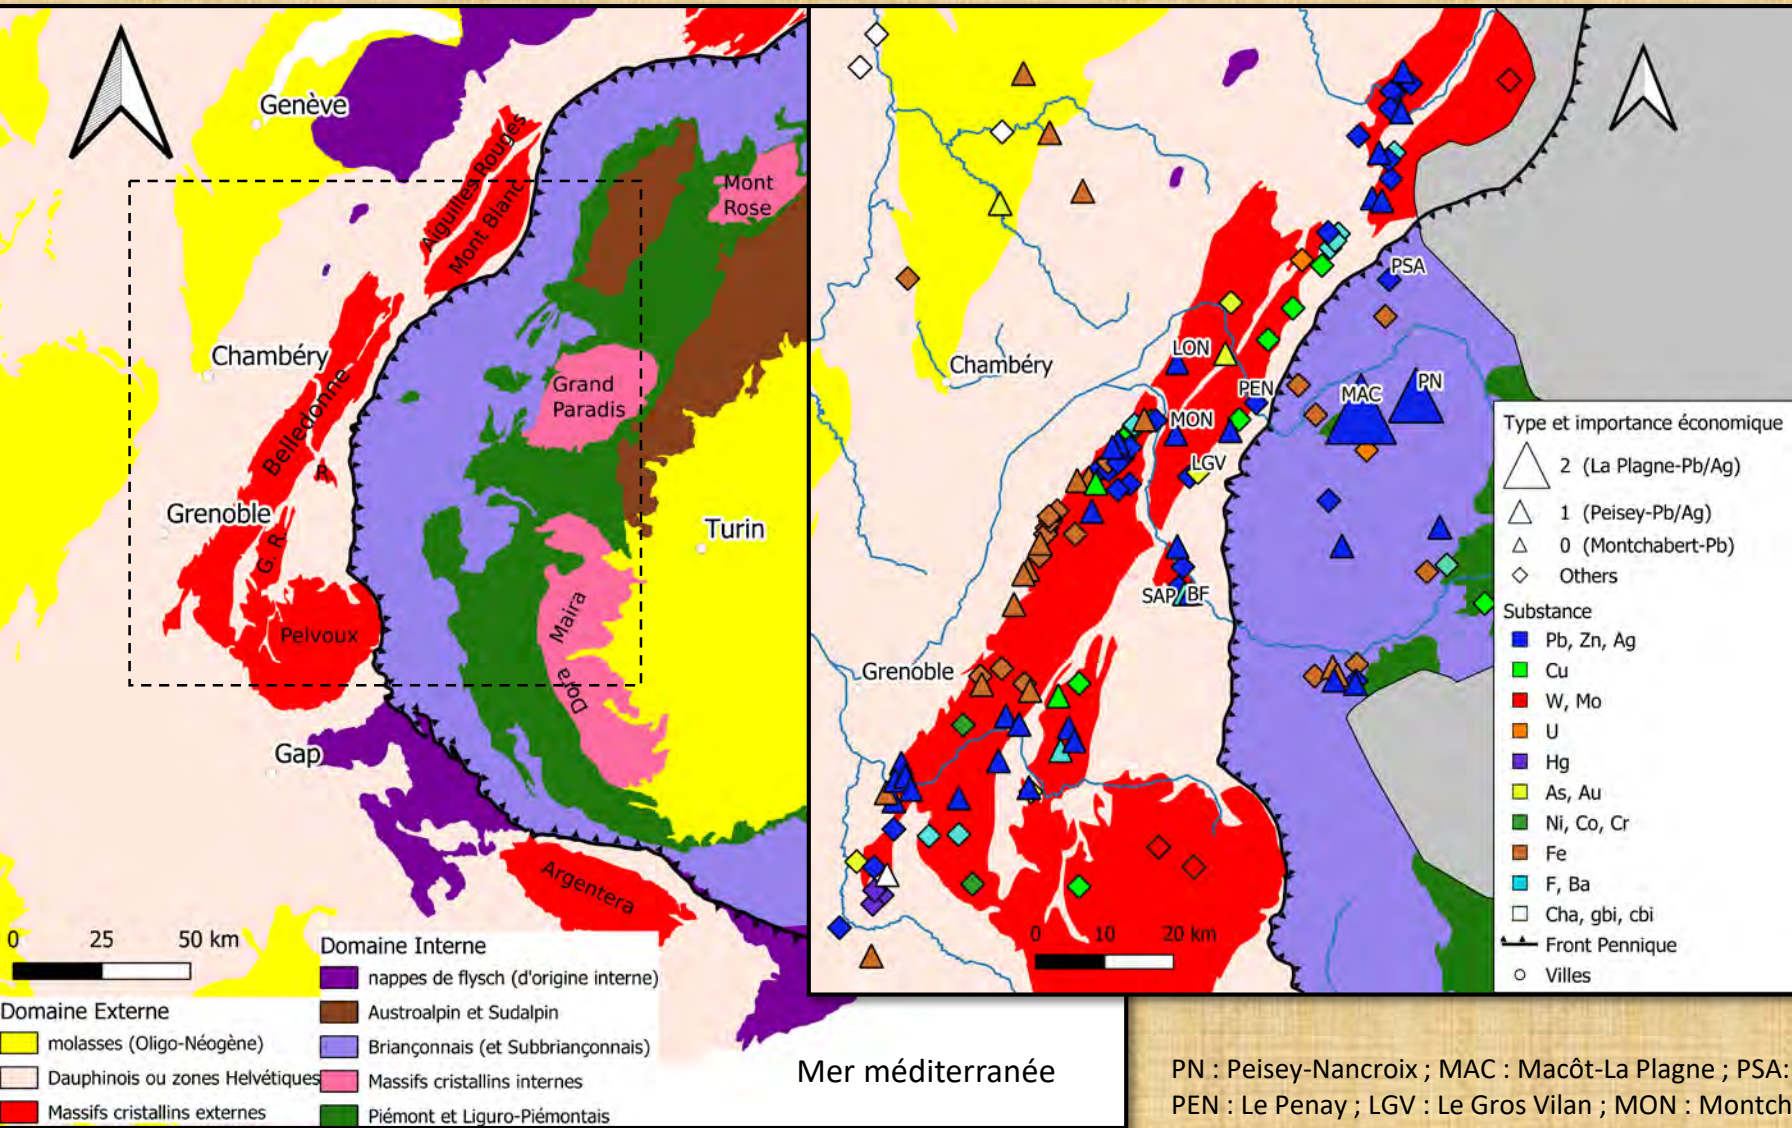 Genève
Aiguilles Rouges
Mont Blanc
Mont
Rose
Chambéry
Grand
Paradis
Belledonne
R.
Grenoble
G. R.
Turin
Pelvoux
Dora
Maira
Gap
Argentera
0 25 50 km
Domaine Externe
molasses (Oligo-Néogène)
Dauphinois ou zones Helvétiques
Massifs cristallins externes
Domaine Interne
nappes de flysch (d'origine interne)
Austroalpin et Sudalpin
Briançonnais (et Subbriançonnais)
Massifs cristallins internes
Piémont et Liguro-Piémontais
Mer méditerranée
PSA
LON
Chambéry
PEN
MAC
PN
MON
LGV
SAP
BF
Grenoble
0 10 20 km
Type et importance économique
2 (La Plagne-Pb/Ag)
1 (Peisey-Pb/Ag)
0 (Montchabert-Pb)
Others
Substance
Pb, Zn, Ag
Cu
W, Mo
U
Hg
As, Au
Ni, Co, Cr
Fe
F, Ba
Cha, gbi, cbi
Front Pennique
Villes
PN : Peisey-Nancroix ; MAC : Macôt-La Plagne ; PSA:
PEN : Le Penay ; LGV : Le Gros Vilan ; MON : Montch